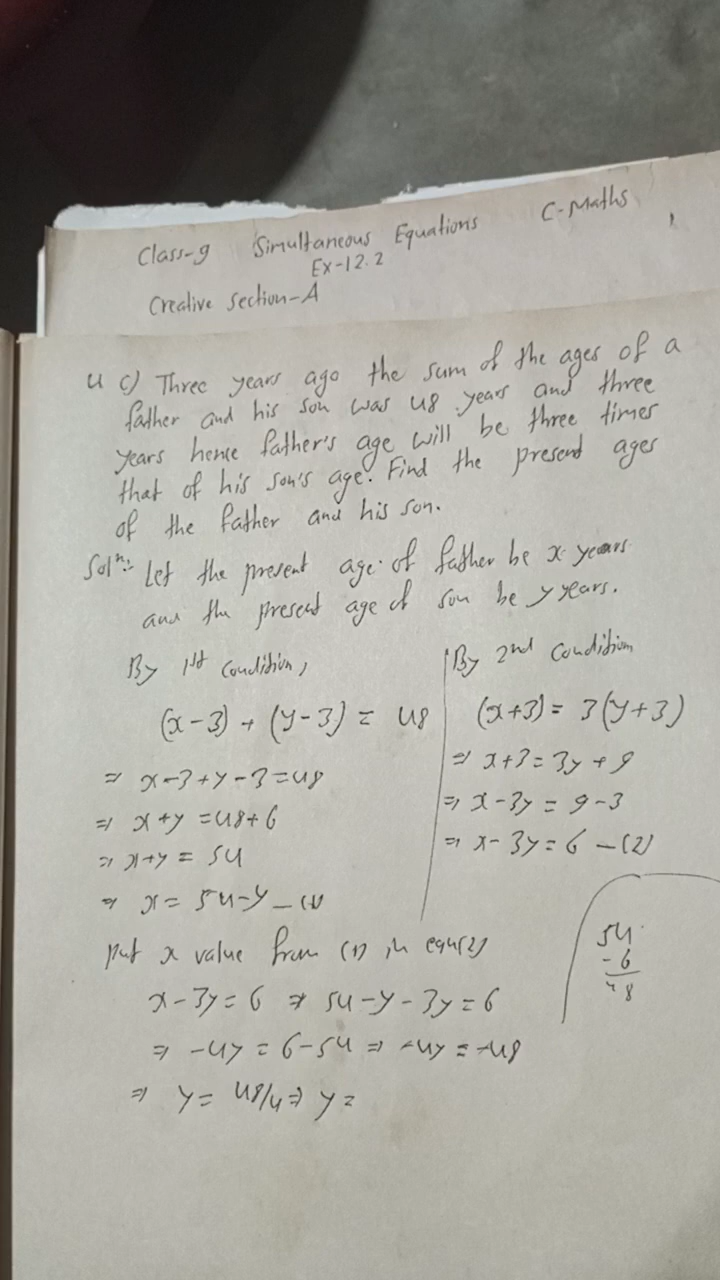 Class-9 Simultaneous Equations C-Maths
Ex-12.2
Creative section-A
4 c) Three years ago the sum of the ages of a
father and his son was 48 years and three
years hence father's age will be three times
that of his son's age. Find the present ages
of the father and his son.
Solⁿ:- Let the present age of father be x years
and the present age of son be y years.
By 1st condition,
(x-3) + (y-3) = 48
⇒ x-3+y-3=48
⇒ x+y = 48+6
⇒ x+y = 54
⇒ x = 54-y - (1)
By 2nd condition
(x+3) = 3(y+3)
⇒ x+3 = 3y+9
⇒ x-3y = 9-3
⇒ x-3y = 6 - (2)
put x value from (1) in equn(2)
x-3y=6 ⇒ 54-y-3y=6
⇒ -4y = 6-54 ⇒ -4y = -48
⇒ y = 48/4 ⇒ y =
54
-6
48